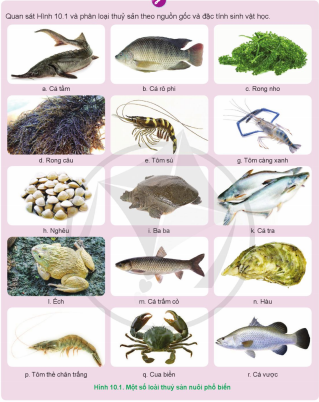 Quan sát Hình 10.1 và phân loại thuỷ sản theo nguồn gốc và đặc tính sinh vật học.
a. Cá tầm
b. Cá rô phi
c. Rong nho
d. Rong câu
e. Tôm sú
g. Tôm càng xanh
h. Nghêu
i. Ba ba
k. Cá tra
l. Ếch
m. Cá trắm cỏ
n. Hàu
p. Tôm thẻ chân trắng
q. Cua biển
r. Cá vược
Hình 10.1. Một số loài thuỷ sản nuôi phổ biến